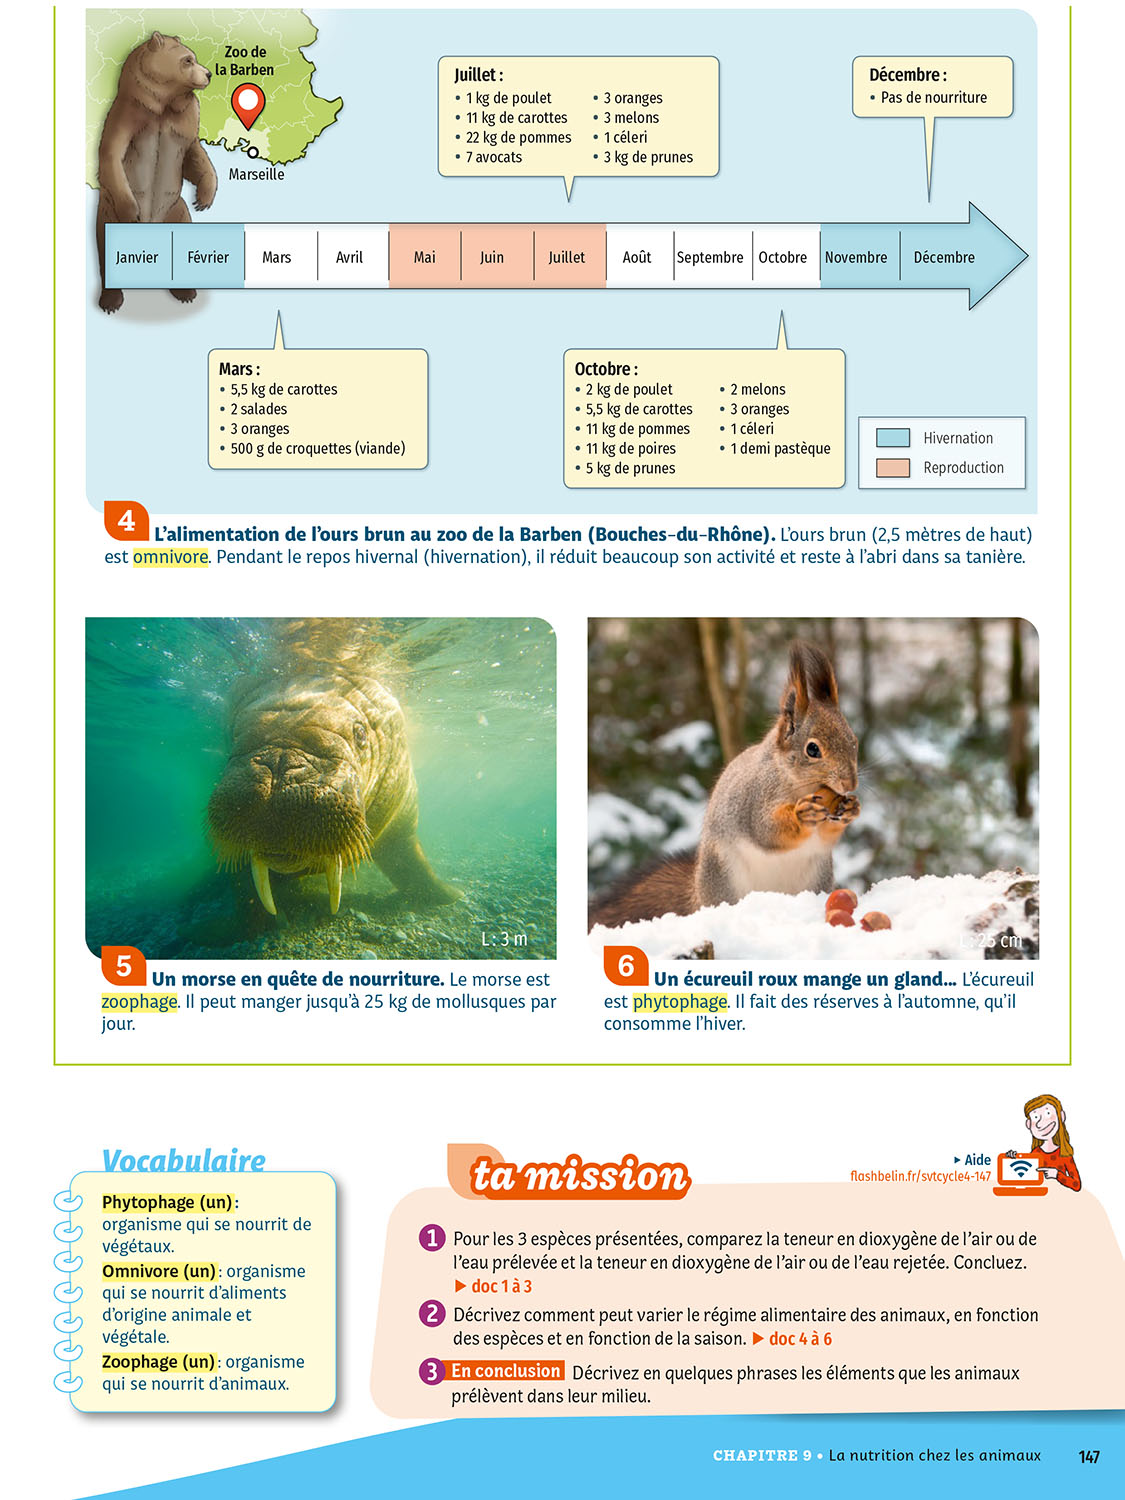 Zoo de
la Barben
Marseille
Juillet :
• 1 kg de poulet
• 11 kg de carottes
• 22 kg de pommes
• 7 avocats
• 3 oranges
• 3 melons
• 1 céleri
• 3 kg de prunes
Décembre :
• Pas de nourriture
Janvier Février Mars Avril Mai Juin Juillet Août Septembre Octobre Novembre Décembre
Mars :
• 5,5 kg de carottes
• 2 salades
• 3 oranges
• 500 g de croquettes (viande)
Octobre :
• 2 kg de poulet
• 5,5 kg de carottes
• 11 kg de pommes
• 11 kg de poires
• 5 kg de prunes
• 2 melons
• 3 oranges
• 1 céleri
• 1 demi pastèque
Hivernation
Reproduction
4 L'alimentation de l'ours brun au zoo de la Barben (Bouches-du-Rhône). L'ours brun (2,5 mètres de haut)
est omnivore. Pendant le repos hivernal (hivernation), il réduit beaucoup son activité et reste à l'abri dans sa tanière.
L : 3 m
5 Un morse en quête de nourriture. Le morse est
zoophage. Il peut manger jusqu'à 25 kg de mollusques par
jour.
L : 25 cm
6 Un écureuil roux mange un gland... L'écureuil
est phytophage. Il fait des réserves à l'automne, qu'il
consomme l'hiver.
Vocabulaire
Phytophage (un) :
organisme qui se nourrit de
végétaux.
Omnivore (un) : organisme
qui se nourrit d'aliments
d'origine animale et
végétale.
Zoophage (un) : organisme
qui se nourrit d'animaux.
ta mission
▸ Aide
flashbelin.fr/svtcycle4-147
1 Pour les 3 espèces présentées, comparez la teneur en dioxygène de l'air ou de
l'eau prélevée et la teneur en dioxygène de l'air ou de l'eau rejetée. Concluez.
▶ doc 1 à 3
2 Décrivez comment peut varier le régime alimentaire des animaux, en fonction
des espèces et en fonction de la saison. ▶ doc 4 à 6
3 En conclusion Décrivez en quelques phrases les éléments que les animaux
prélèvent dans leur milieu.
CHAPITRE 9 • La nutrition chez les animaux 147